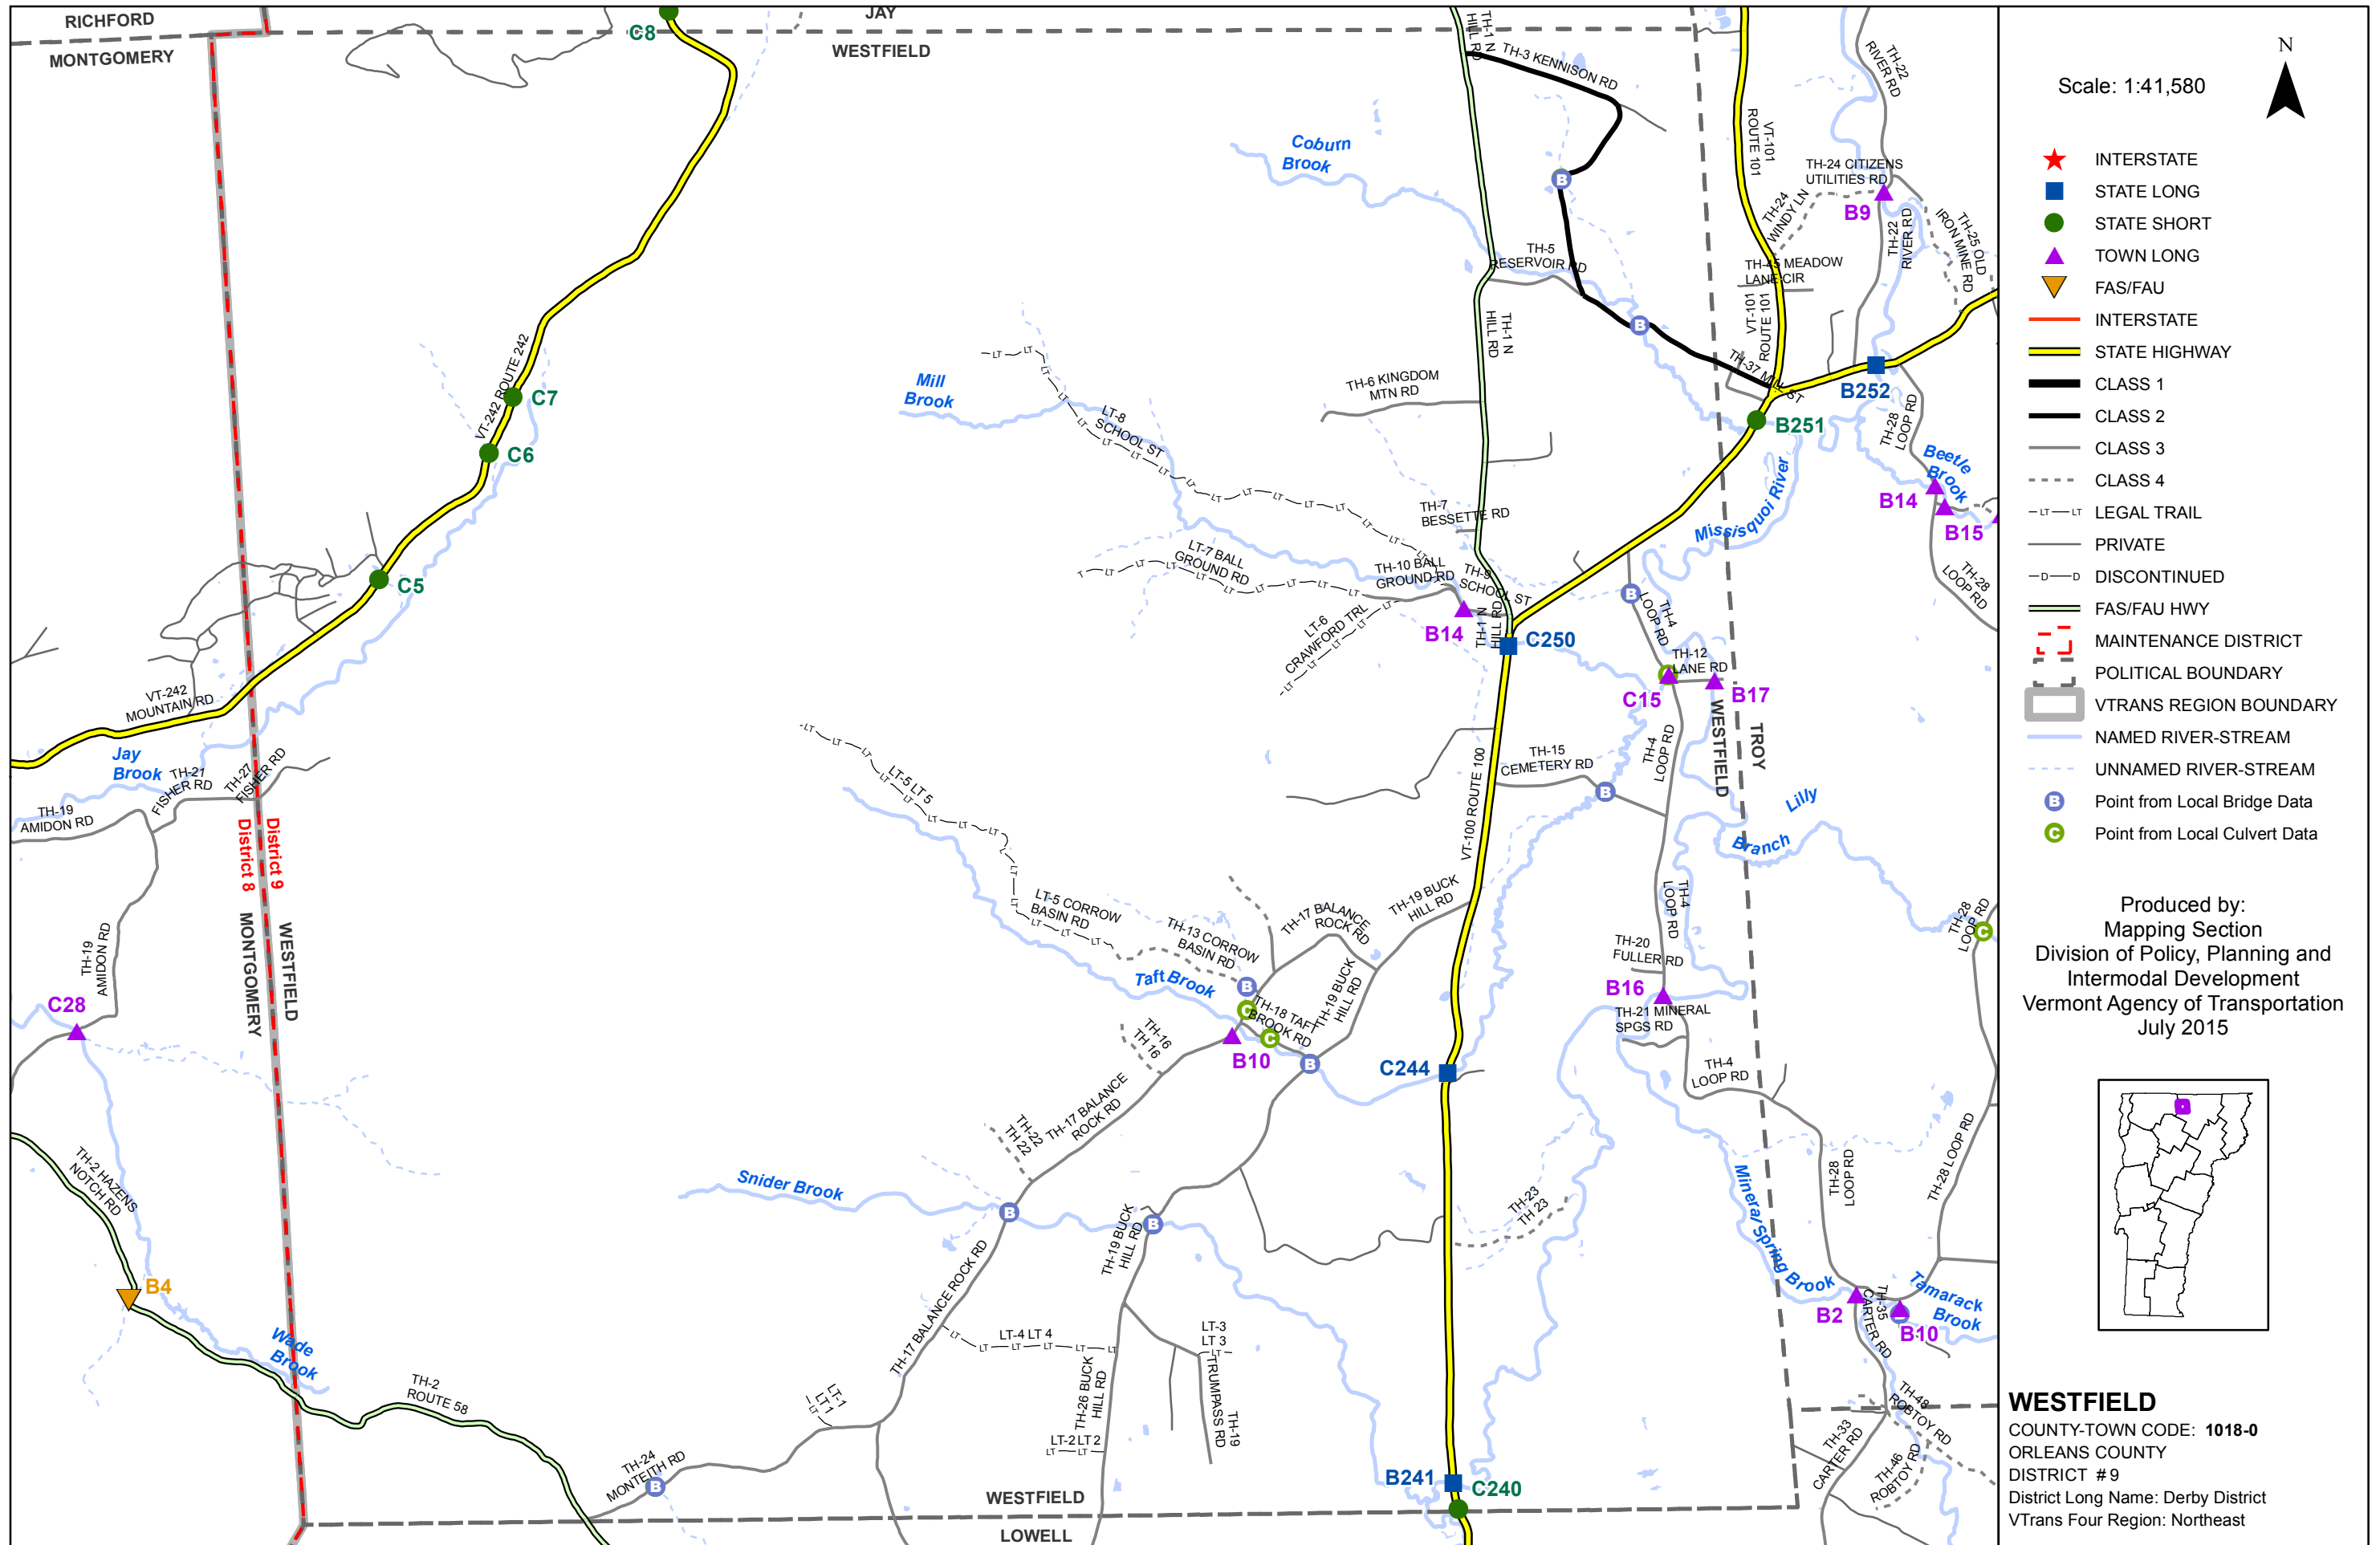 RICHFORD
MONTGOMERY
C8
JAY
WESTFIELD
TH-1 N
HILL RD
TH-3 KENNISON RD
TH-22
RIVER RD
Coburn
Brook
VT-101
ROUTE 101
TH-24 CITIZENS
UTILITIES RD
B9
TH-24
WINDY LN
TH-22
RIVER RD
TH-25 OLD
IRON MINE RD
B
TH-5
RESERVOIR RD
TH-45 MEADOW
LANE CIR
VT-101
ROUTE 101
TH-1 N
HILL RD
B
TH-37 MILL ST
B252
B251
TH-28
LOOP RD
Beetle
Brook
B14
B15
TH-28
LOOP RD
Missisquoi River
VT-242 ROUTE 242
C7
C6
C5
Mill
Brook
TH-6 KINGDOM
MTN RD
LT-8
SCHOOL ST
TH-7
BESSETTE RD
LT-7 BALL
GROUND RD
TH-10 BALL
GROUND RD
TH-9
SCHOOL ST
B14
TH-1 N
HILL RD
C250
LT-6
CRAWFORD TRL
B
TH-4
LOOP RD
TH-12
LANE RD
C15
B17
WESTFIELD
TROY
VT-242
MOUNTAIN RD
Jay
Brook
TH-21
FISHER RD
TH-27
FISHER RD
TH-19
AMIDON RD
District 8
District 9
MONTGOMERY
WESTFIELD
TH-19
AMIDON RD
C28
LT-5 LT 5
VT-100 ROUTE 100
TH-15
CEMETERY RD
B
TH-4
LOOP RD
Lilly
Branch
LT-5 CORROW
BASIN RD
TH-13 CORROW
BASIN RD
TH-17 BALANCE
ROCK RD
TH-19 BUCK
HILL RD
TH-4
LOOP RD
TH-20
FULLER RD
B16
TH-21 MINERAL
SPGS RD
TH-28
LOOP RD
C
Taft Brook
B
C
TH-18 TAFT
BROOK RD
C
TH-19 BUCK
HILL RD
B10
B
C244
TH-4
LOOP RD
TH-16
TH 16
TH-22
TH 22
TH-17 BALANCE
ROCK RD
TH-2 HAZENS
NOTCH RD
B4
Wade
Brook
TH-2
ROUTE 58
Snider Brook
B
B
TH-19 BUCK
HILL RD
TH-17 BALANCE ROCK RD
TH-23
TH 23
Mineral Spring Brook
TH-28
LOOP RD
TH-28 LOOP RD
B2
TH-35
CARTER RD
B10
Tamarack
Brook
LT-4 LT 4
LT-3
LT 3
TRUMPASS RD
TH-19
TH-26 BUCK
HILL RD
LT-2 LT 2
LT-1
LT 1
TH-24
MONTEITH RD
B
B241
C240
WESTFIELD
LOWELL
TH-48
ROBTOY RD
TH-33
CARTER RD
TH-46
ROBTOY RD
N
Scale: 1:41,580
INTERSTATE
STATE LONG
STATE SHORT
TOWN LONG
FAS/FAU
INTERSTATE
STATE HIGHWAY
CLASS 1
CLASS 2
CLASS 3
CLASS 4
LT LT LEGAL TRAIL
PRIVATE
D D DISCONTINUED
FAS/FAU HWY
MAINTENANCE DISTRICT
POLITICAL BOUNDARY
VTRANS REGION BOUNDARY
NAMED RIVER-STREAM
UNNAMED RIVER-STREAM
B Point from Local Bridge Data
C Point from Local Culvert Data
Produced by:
Mapping Section
Division of Policy, Planning and
Intermodal Development
Vermont Agency of Transportation
July 2015
WESTFIELD
COUNTY-TOWN CODE: 1018-0
ORLEANS COUNTY
DISTRICT # 9
District Long Name: Derby District
VTrans Four Region: Northeast